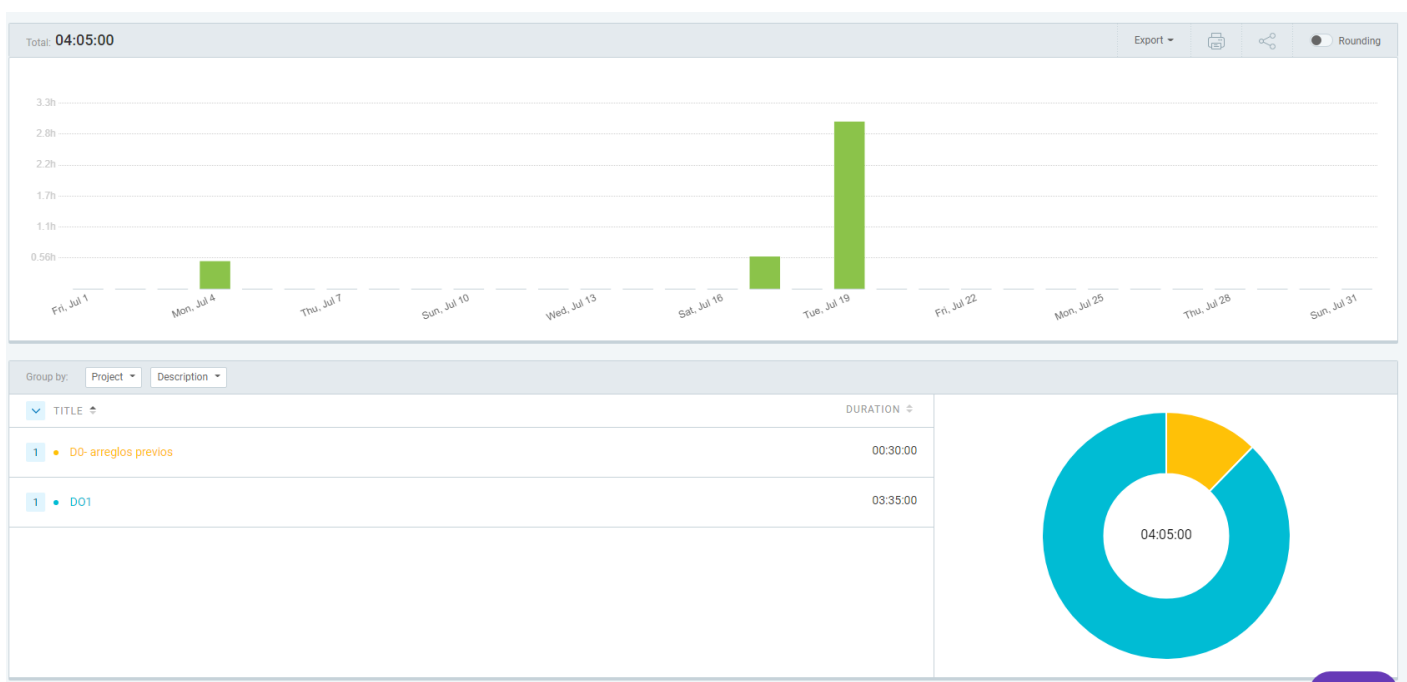 Total: 04:05:00 Export Rounding
3.3h
2.8h
2.2h
1.7h
1.1h
0.56h
Fri, Jul 1 Mon, Jul 4 Thu, Jul 7 Sun, Jul 10 Wed, Jul 13 Sat, Jul 16 Tue, Jul 19 Fri, Jul 22 Mon, Jul 25 Thu, Jul 28 Sun, Jul 31
Group by: Project Description
TITLE DURATION
1 D0- arreglos previos 00:30:00
1 DO1 03:35:00
04:05:00